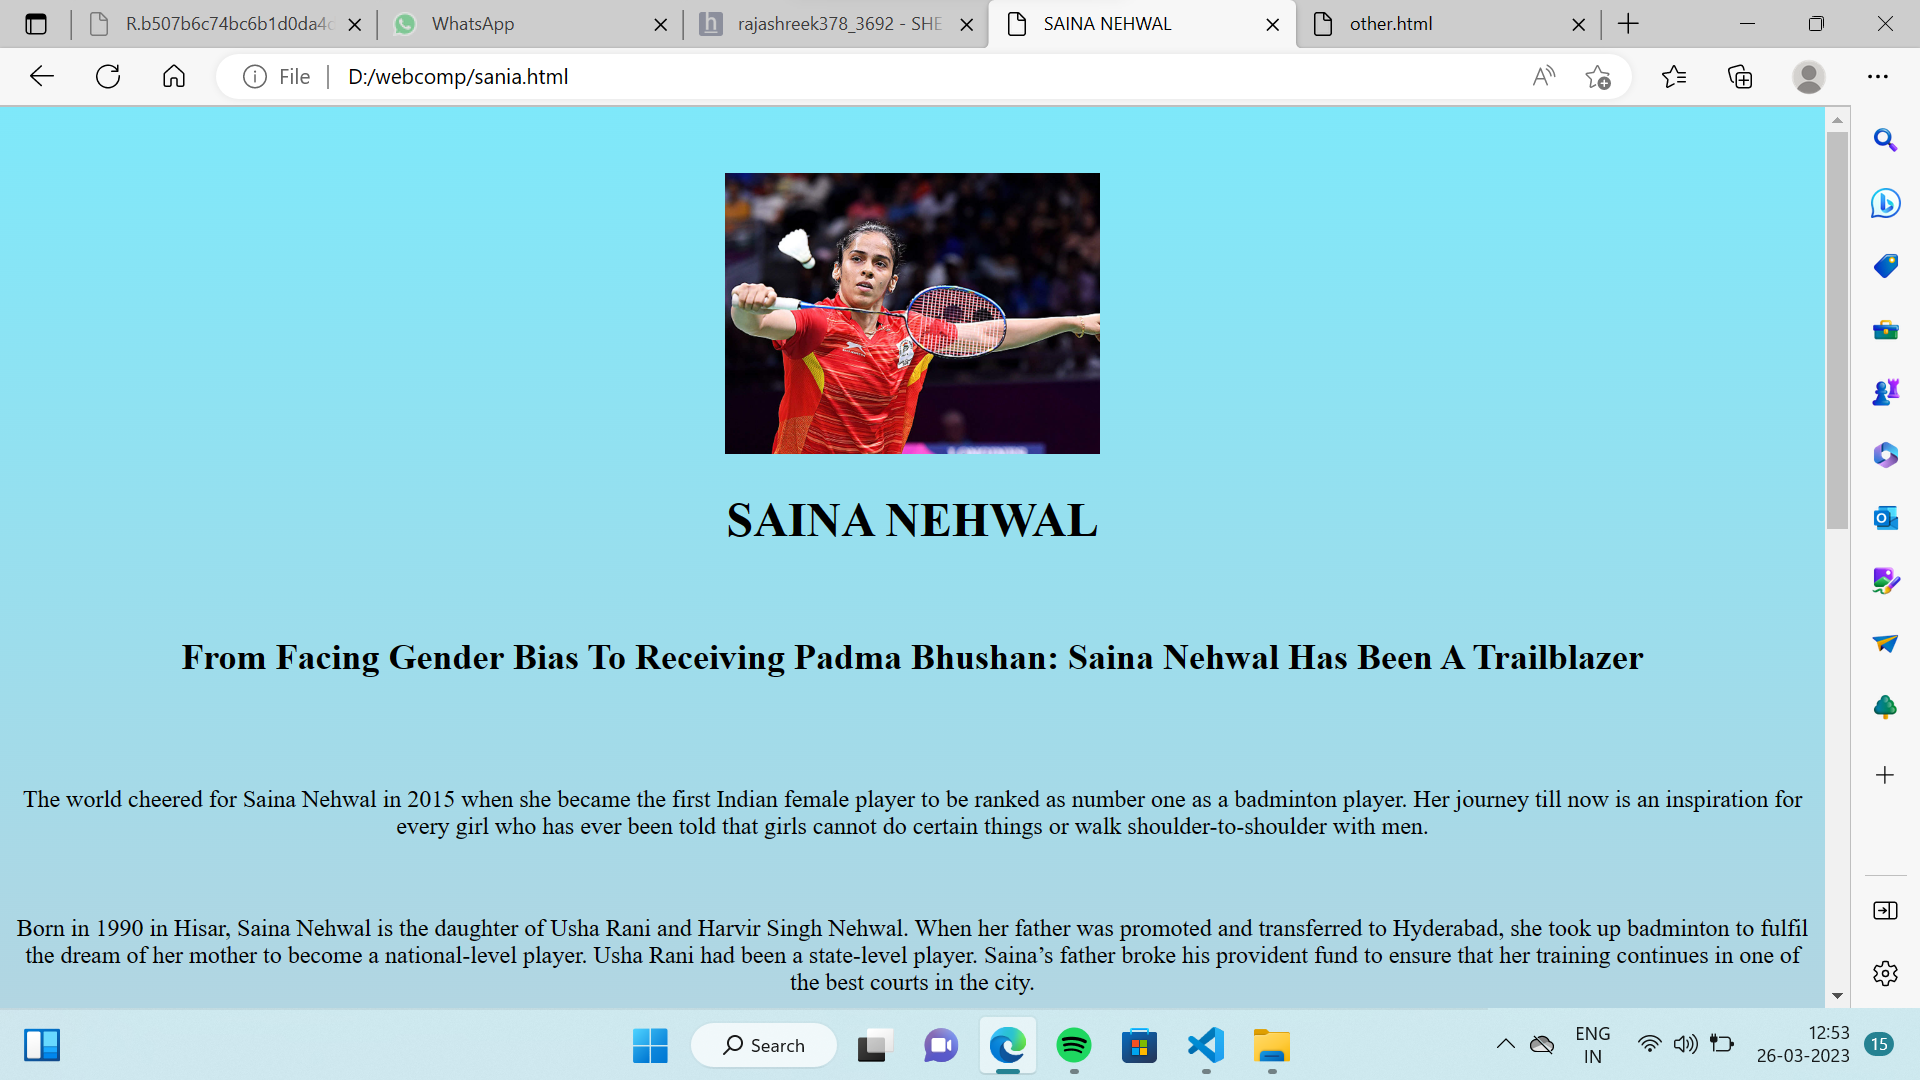 R.b507b6c74bc6b1d0da4c
WhatsApp
rajashreek378_3692 - SHE
SAINA NEHWAL
other.html
File
D:/webcomp/sania.html
SAINA NEHWAL
From Facing Gender Bias To Receiving Padma Bhushan: Saina Nehwal Has Been A Trailblazer
The world cheered for Saina Nehwal in 2015 when she became the first Indian female player to be ranked as number one as a badminton player. Her journey till now is an inspiration for
every girl who has ever been told that girls cannot do certain things or walk shoulder-to-shoulder with men.
Born in 1990 in Hisar, Saina Nehwal is the daughter of Usha Rani and Harvir Singh Nehwal. When her father was promoted and transferred to Hyderabad, she took up badminton to fulfil
the dream of her mother to become a national-level player. Usha Rani had been a state-level player. Saina’s father broke his provident fund to ensure that her training continues in one of
the best courts in the city.
Search
ENG
IN
12:53
26-03-2023
15